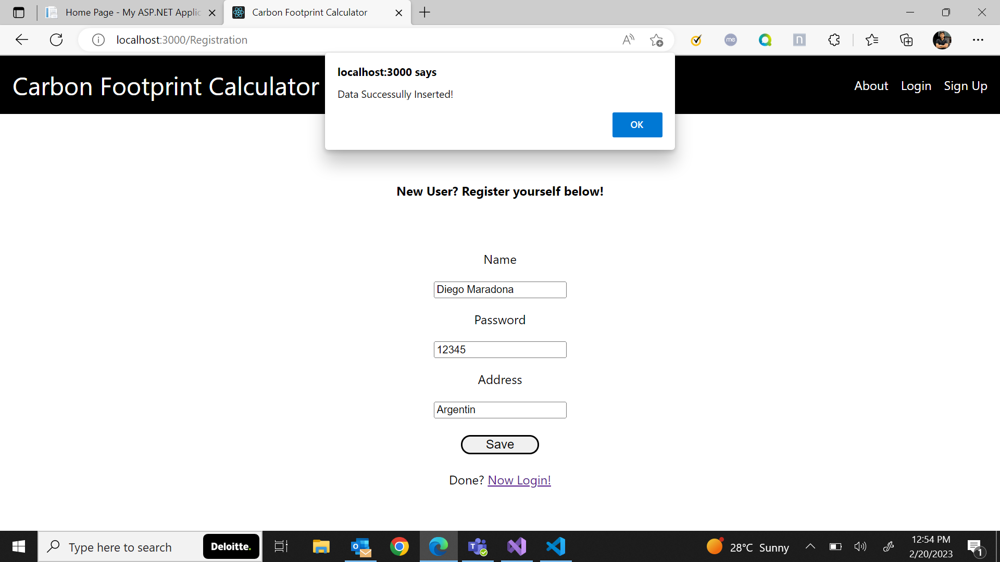 Home Page - My ASP.NET Applic
Carbon Footprint Calculator
localhost:3000/Registration
A
me
n
localhost:3000 says
Data Successully Inserted!
OK
Carbon Footprint Calculator
About
Login
Sign Up
New User? Register yourself below!
Name
Diego Maradona
Password
12345
Address
Argentin
Save
Done? Now Login!
Type here to search
Deloitte.
28°C Sunny
12:54 PM
2/20/2023
1